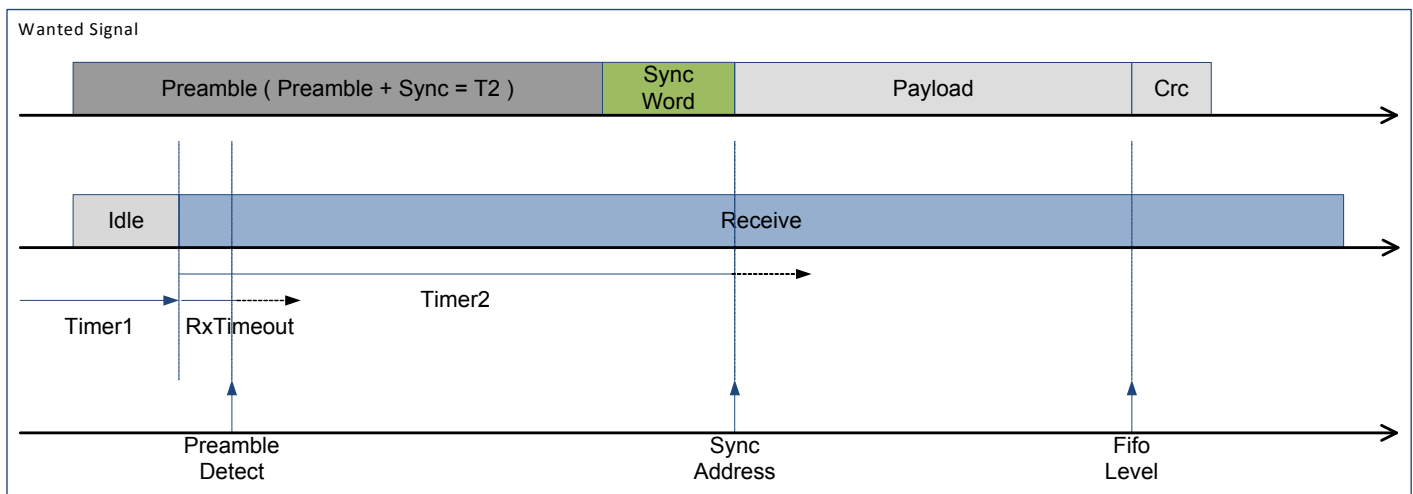 Wanted Signal
Preamble ( Preamble + Sync = T2 )
Sync
Word
Payload
Crc
Idle
Receive
Timer2
Timer1
RxTimeout
Preamble
Detect
Sync
Address
Fifo
Level